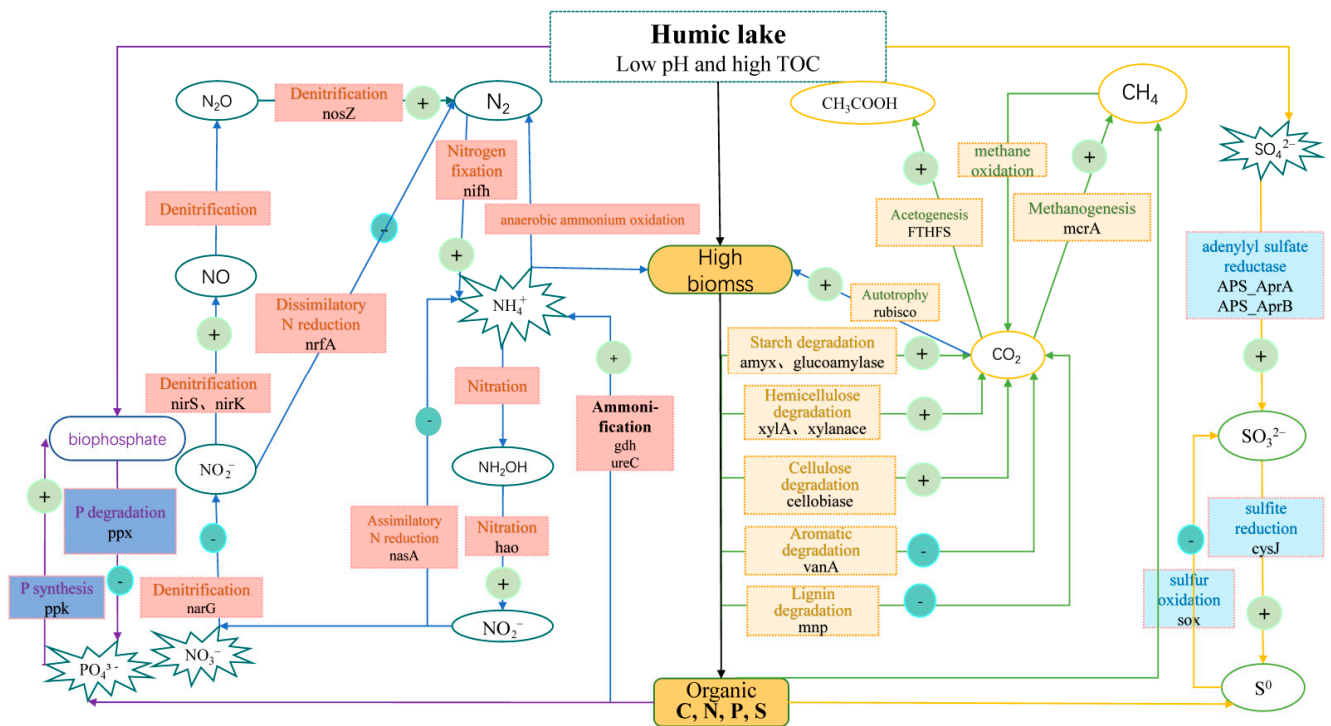 Humic lake
Low pH and high TOC
N₂O
Denitrification
nosZ
+
N₂
CH₃COOH
CH₄
SO₄²⁻
Nitrogen
fixation
nifh
+
methane
oxidation
+
+
Denitrification
-
anaerobic ammonium oxidation
Acetogenesis
FTHFS
Methanogenesis
mcrA
NO
+
High
biomss
+
adenylyl sulfate
reductase
APS_AprA
APS_AprB
Dissimilatory
N reduction
nrfA
NH₄⁺
Autotrophy
rubisco
+
+
Starch degradation
amyx、glucoamylase
+
CO₂
+
Denitrification
nirS、nirK
Nitration
Hemicellulose
degradation
xylA、xylanace
+
-
Ammoni-
fication
gdh
ureC
biophosphate
SO₃²⁻
NO₂⁻
NH₂OH
Cellulose
degradation
cellobiase
+
+
P degradation
ppx
-
Assimilatory
N reduction
nasA
Nitration
hao
Aromatic
degradation
vanA
-
-
sulfite
reduction
cysJ
P synthesis
ppk
-
Denitrification
narG
+
Lignin
degradation
mnp
-
sulfur
oxidation
sox
+
NO₂⁻
PO₄³⁻
NO₃⁻
Organic
C, N, P, S
S⁰